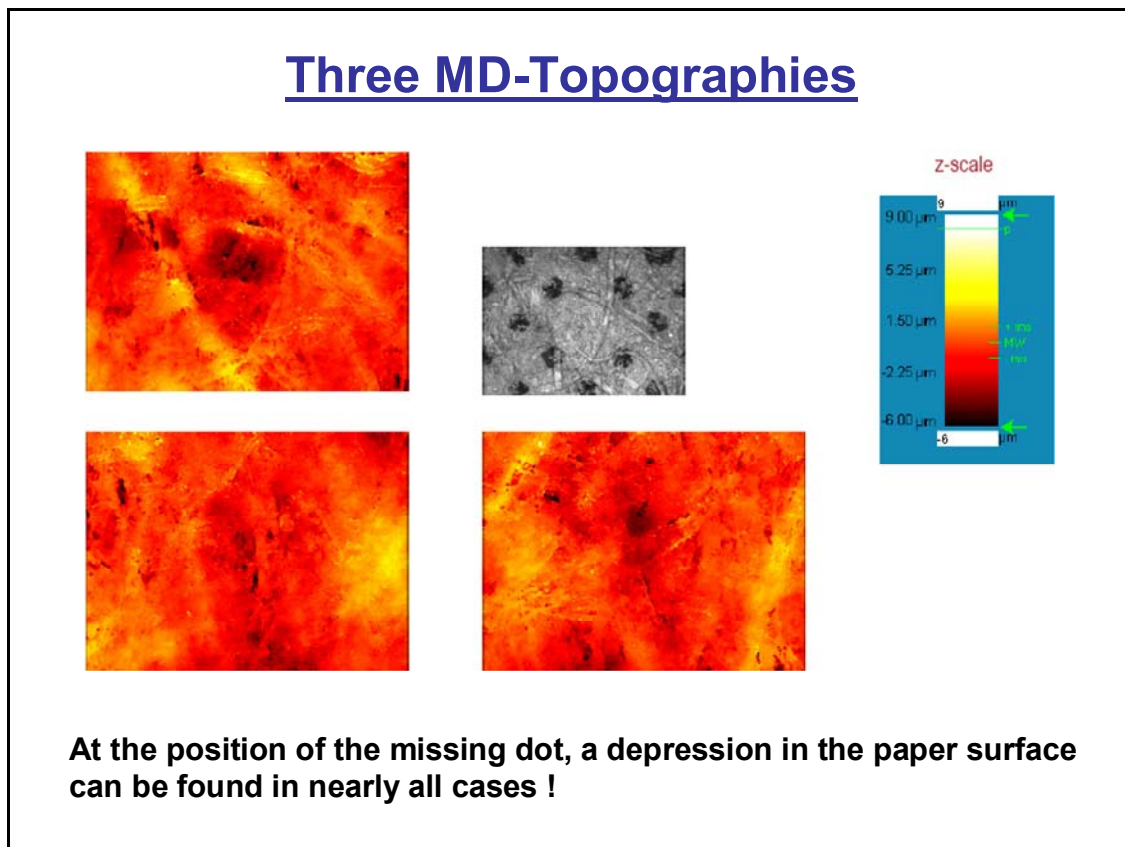 Three MD-Topographies
z-scale
9 µm
9.00 µm
p
5.25 µm
1.50 µm
MW
-2.25 µm
-6.00 µm
-6 µm
At the position of the missing dot, a depression in the paper surface
can be found in nearly all cases !